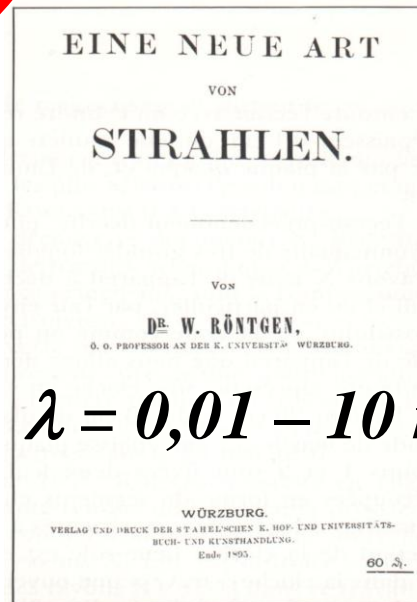 EINE NEUE ART
VON
STRAHLEN.
VON
DR. W. RÖNTGEN,
Ö. O. PROFESSOR AN DER K. UNIVERSITÄT WÜRZBURG.
λ = 0,01 – 10
WÜRZBURG.
VERLAG UND DRUCK DER STAHEL'SCHEN K. HOF- UND UNIVERSITÄTS-
BUCH- UND KUNSTHANDLUNG.
Ende 1895.
60